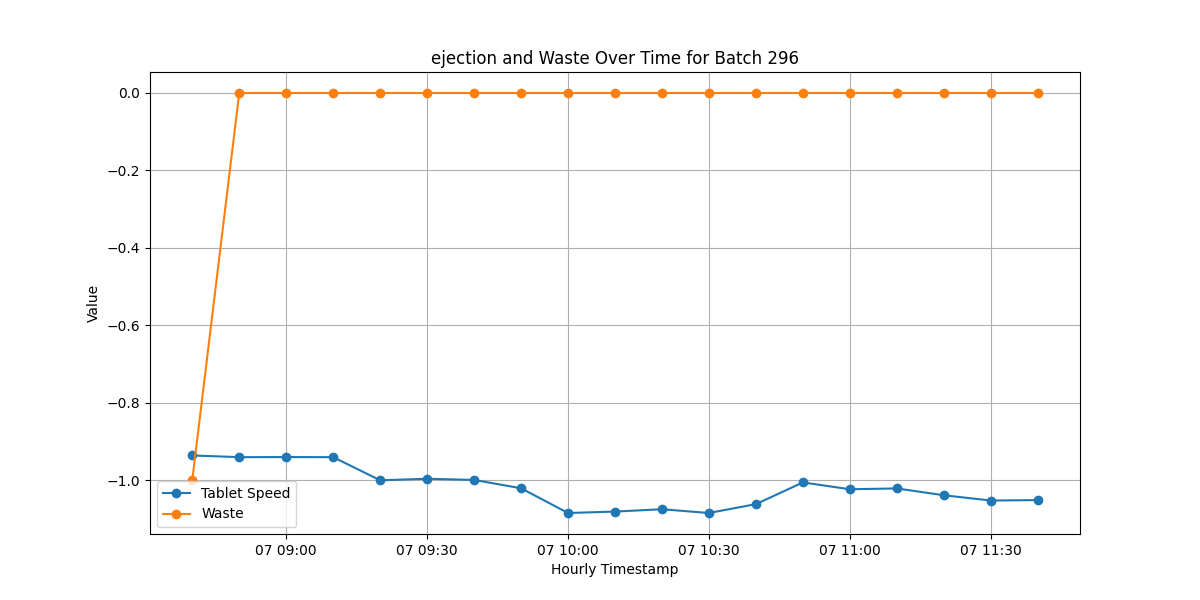 ejection and Waste Over Time for Batch 296
Value
0.0
−0.2
−0.4
−0.6
−0.8
−1.0
Tablet Speed
Waste
07 09:00 07 09:30 07 10:00 07 10:30 07 11:00 07 11:30
Hourly Timestamp